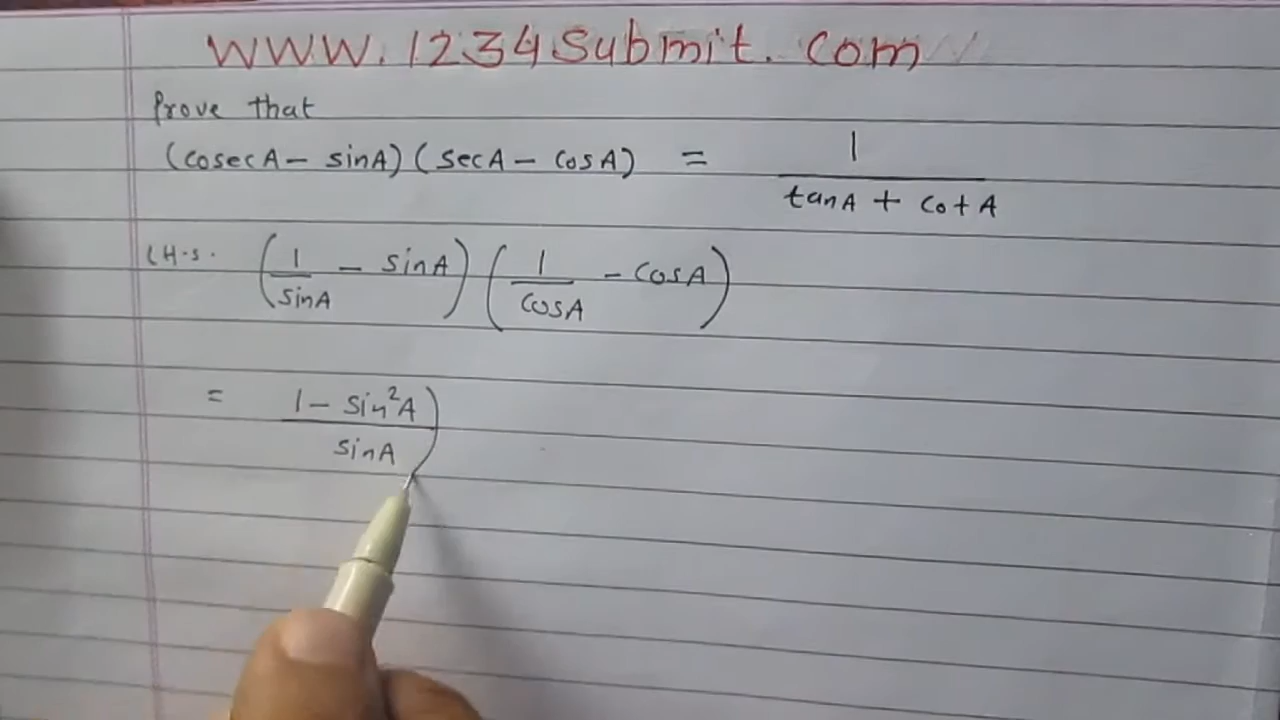 WWW.1234Submit.com
Prove that
(cosecA − sinA)(secA − cosA) = 1/(tanA + cotA)
LH·S· (1/sinA − sinA)(1/cosA − cosA)
= 1 − sin²A/sinA)